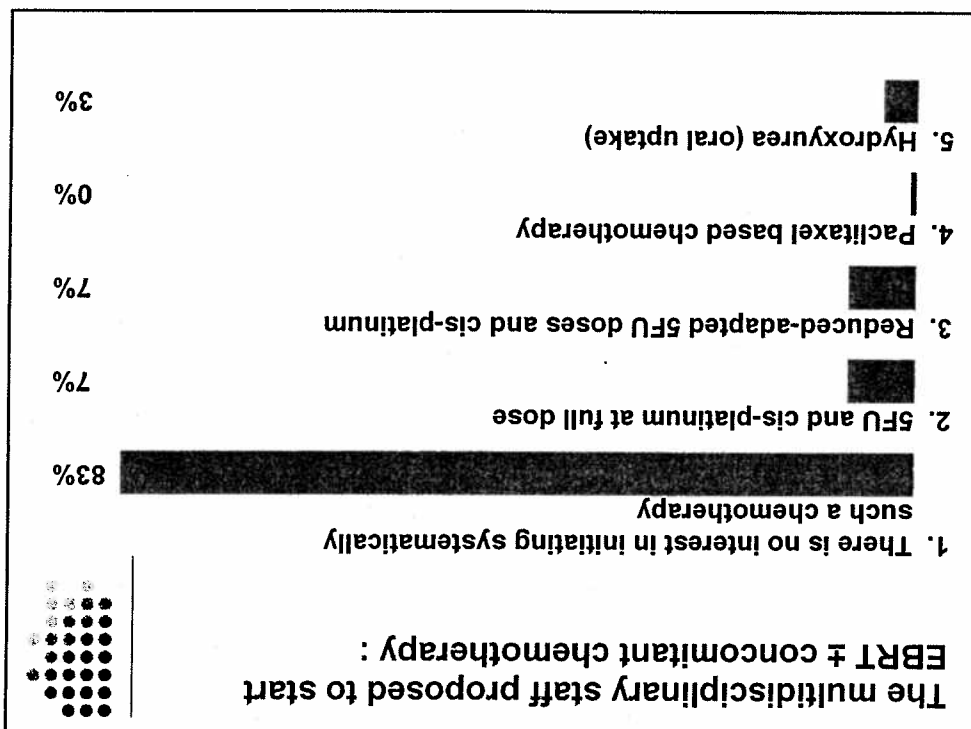 The multidisciplinary staff proposed to start
EBRT ± concomitant chemotherapy :
1. There is no interest in initiating systematically
such a chemotherapy
83%
2. 5FU and cis-platinum at full dose
7%
3. Reduced-adapted 5FU doses and cis-platinum
7%
4. Paclitaxel based chemotherapy
0%
5. Hydroxyurea (oral uptake)
3%